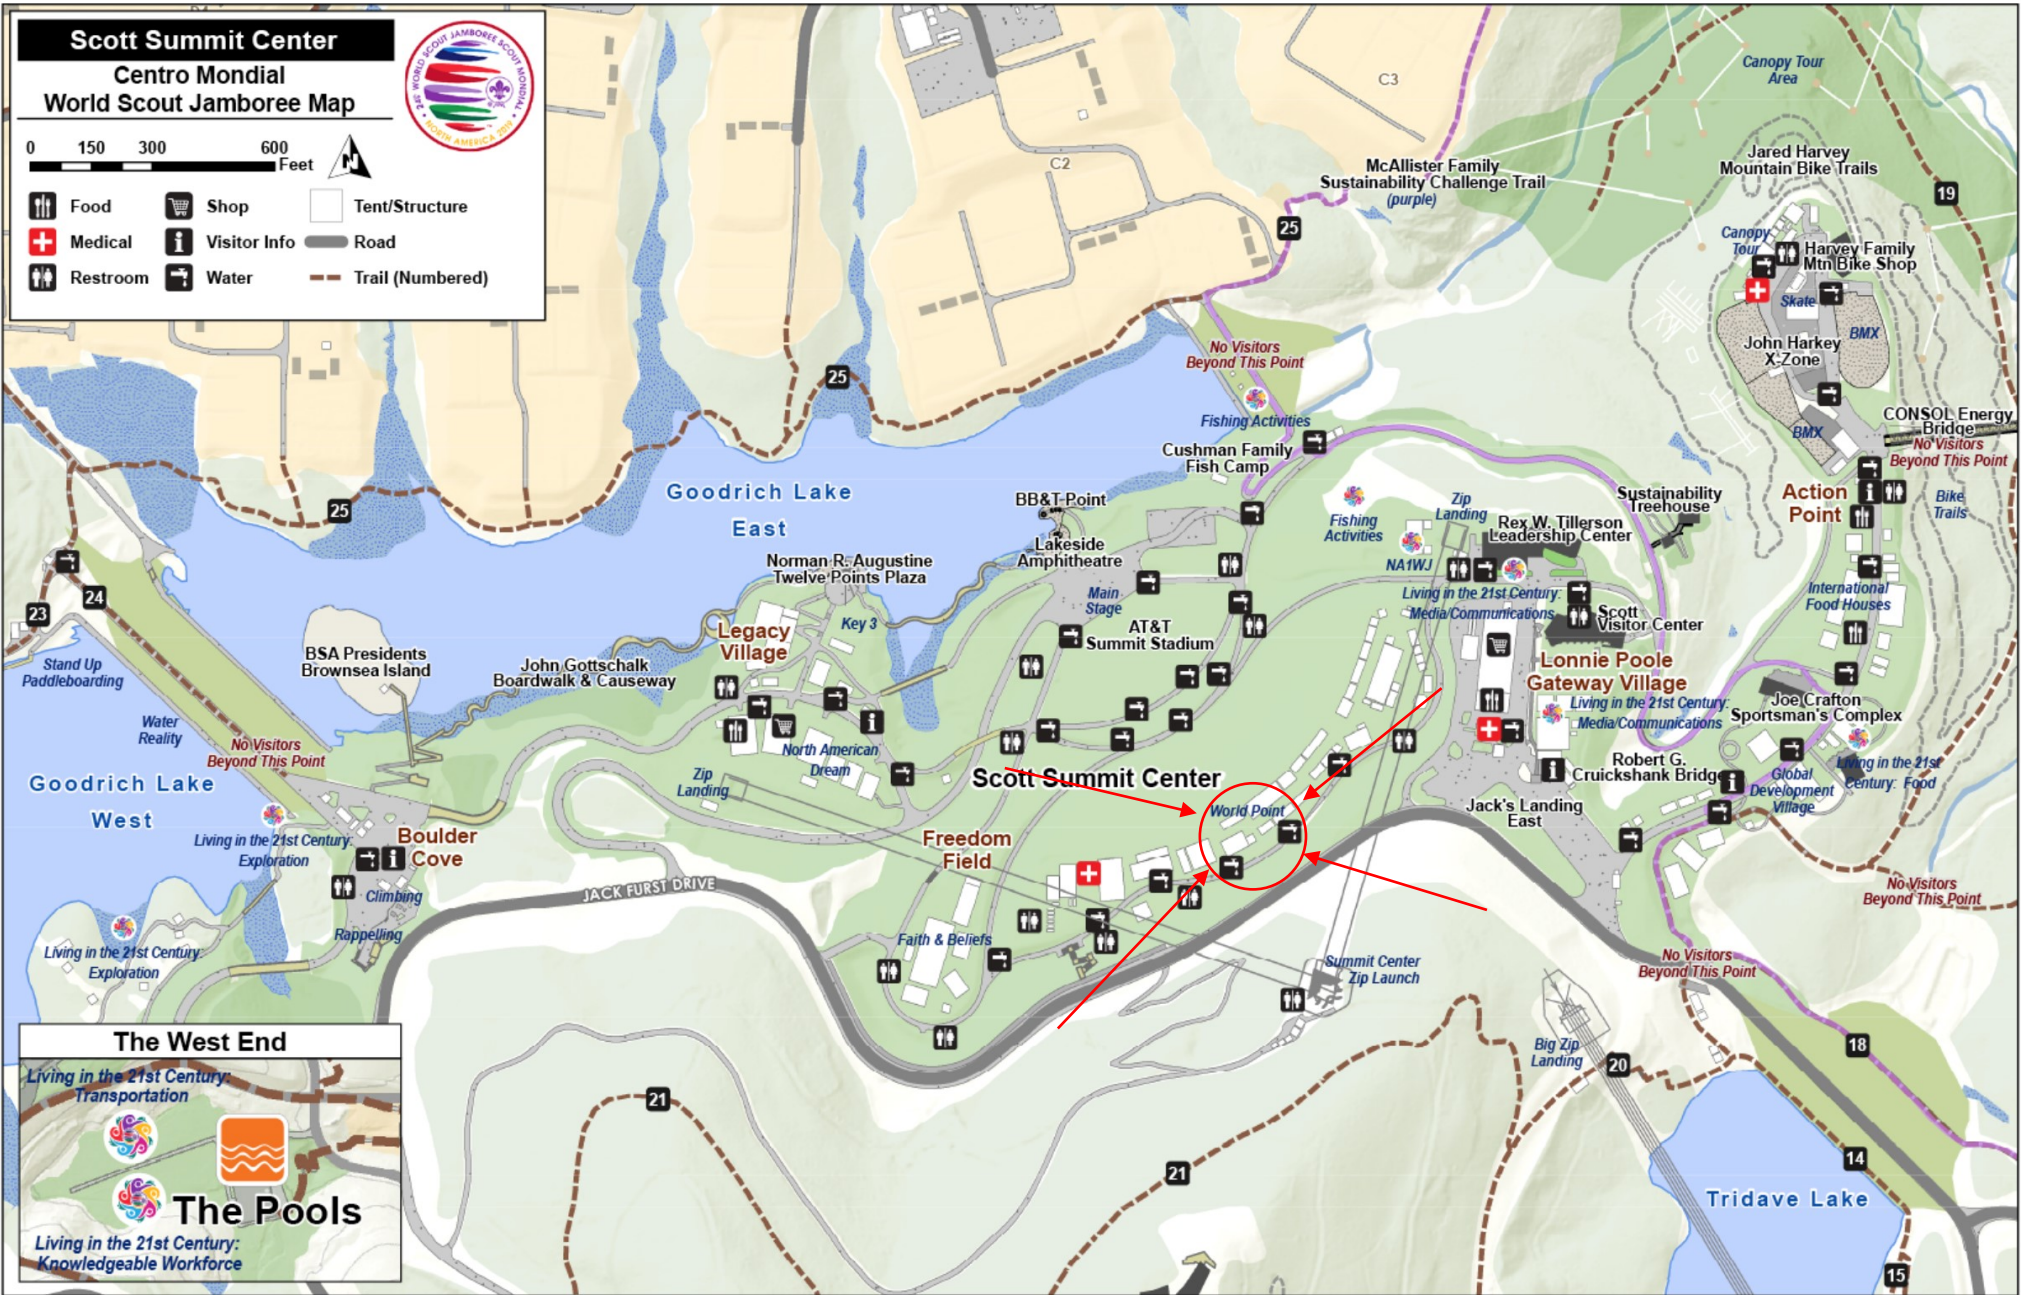 Scott Summit Center
Centro Mondial
World Scout Jamboree Map
24E WORLD SCOUT JAMBOREE SCOUT MONDIAL
NORTH AMERICA 2019
0 150 300 600
Feet
N
Food
Shop
Tent/Structure
Medical
Visitor Info
Road
Restroom
Water
Trail (Numbered)
C2
C3
Canopy Tour
Area
McAllister Family
Sustainability Challenge Trail
(purple)
Jared Harvey
Mountain Bike Trails
19
25
Canopy
Tour
Harvey Family
Mtn Bike Shop
Skate
BMX
John Harkey
X-Zone
BMX
CONSOL Energy
Bridge
No Visitors
Beyond This Point
No Visitors
Beyond This Point
25
Fishing Activities
Cushman Family
Fish Camp
Goodrich Lake
East
25
BB&T Point
Lakeside
Amphitheatre
Fishing
Activities
Zip
Landing
NA1WJ
Rex W. Tillerson
Leadership Center
Sustainability
Treehouse
Action
Point
Bike
Trails
Norman R. Augustine
Twelve Points Plaza
Main
Stage
AT&T
Summit Stadium
Living in the 21st Century:
Media/Communications
Scott
Visitor Center
International
Food Houses
24
23
Legacy
Village
Key 3
BSA Presidents
Brownsea Island
John Gottschalk
Boardwalk & Causeway
Stand Up
Paddleboarding
Water
Reality
No Visitors
Beyond This Point
Lonnie Poole
Gateway Village
Living in the 21st Century:
Media/Communications
Joe Crafton
Sportsman's Complex
Goodrich Lake
West
North American
Dream
Zip
Landing
Scott Summit Center
World Point
Robert G.
Cruickshank Bridge
Jack's Landing
East
Global
Development
Village
Living in the 21st
Century: Food
Living in the 21st Century:
Exploration
Boulder
Cove
Freedom
Field
Climbing
Rappelling
JACK FURST DRIVE
Faith & Beliefs
Living in the 21st Century:
Exploration
Summit Center
Zip Launch
No Visitors
Beyond This Point
No Visitors
Beyond This Point
Big Zip
Landing
20
18
14
15
21
21
Tridave Lake
The West End
Living in the 21st Century:
Transportation
The Pools
Living in the 21st Century:
Knowledgeable Workforce